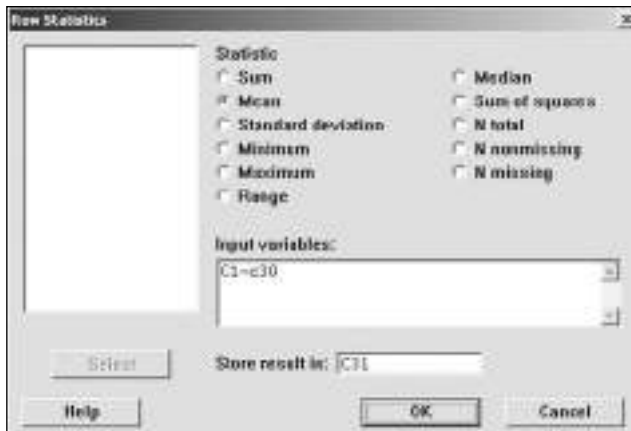 Row Statistics
Statistic
Sum
Mean
Standard deviation
Minimum
Maximum
Range
Median
Sum of squares
N total
N nonmissing
N missing
Input variables:
C1-c30
Select
Store result in: C31
Help
OK
Cancel